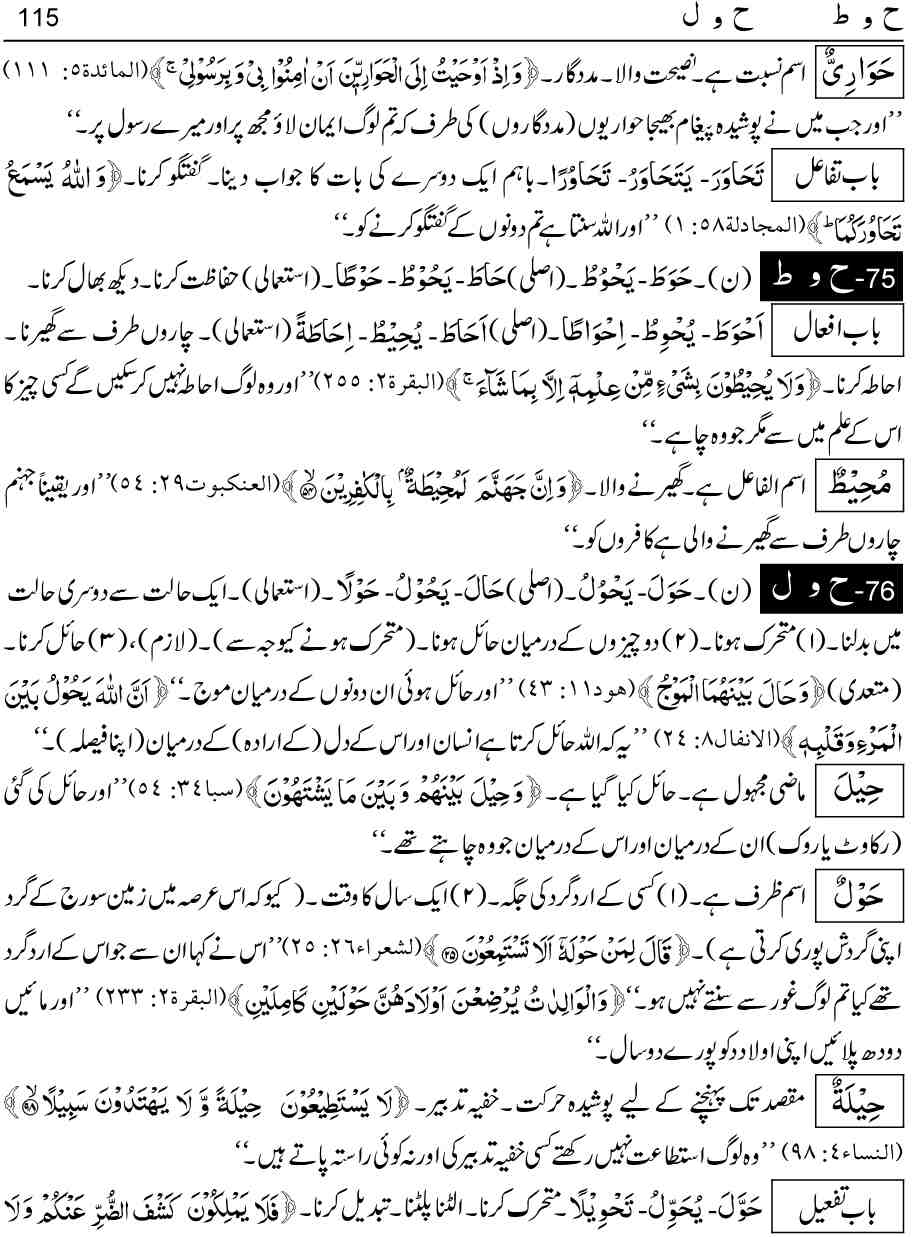 ح و ط ح و ل 115
حَوَارِیٌّ اسم نسبت ہے۔ نصیحت والا۔ مددگار۔ ﴿وَ اِذْ اَوْحَیْتُ اِلَی الْحَوَارِیّٖنَ اَنْ اٰمِنُوْا بِیْ وَ بِرَسُوْلِیْ ۚ﴾ (المائدة٥: ١١١)
’’اور جب میں نے پوشیدہ پیغام بھیجا حواریوں (مددگاروں) کی طرف کہ تم لوگ ایمان لاؤ مجھ پر اور میرے رسول پر۔‘‘
باب تفاعل تَحَاوَرَ۔ یَتَحَاوَرُ۔ تَحَاوُرًا۔ باہم ایک دوسرے کی بات کا جواب دینا۔ گفتگو کرنا۔ ﴿وَ اللّٰهُ یَسْمَعُ
تَحَاوُرَكُمَا ؕ﴾ (المجادلة٥٨: ١) ’’اور اللہ سنتا ہے تم دونوں کے گفتگو کرنے کو۔‘‘
75-ح و ط (ن)۔ حَوَطَ۔ یَحْوُطُ۔ (اصلی) حَاطَ۔ یَحُوْطُ۔ حَوْطًا۔ (استعمالی) حفاظت کرنا۔ دیکھ بھال کرنا۔
باب افعال اَحْوَطَ۔ یُحْوِطُ۔ اِحْوَاطًا۔ (اصلی) اَحَاطَ۔ یُحِیْطُ۔ اِحَاطَةً (استعمالی)۔ چاروں طرف سے گھیرنا۔
احاطہ کرنا۔ ﴿وَلَا یُحِیْطُوْنَ بِشَیْءٍ مِّنْ عِلْمِهٖۤ اِلَّا بِمَا شَآءَ ۚ﴾ (البقرة٢: ٢٥٥) ’’اور وہ لوگ احاطہ نہیں کر سکیں گے کسی چیز کا
اس کے علم میں سے مگر جو وہ چاہے۔‘‘
مُحِیْطٌ اسم الفاعل ہے۔ گھیرنے والا۔ ﴿وَ اِنَّ جَهَنَّمَ لَمُحِیْطَةٌۢ بِالْكٰفِرِیْنَ ۙ﴾ (العنکبوت٢٩: ٥٤) ’’اور یقیناً جہنم
چاروں طرف سے گھیرنے والی ہے کافروں کو۔‘‘
76-ح و ل (ن)۔ حَوَلَ۔ یَحْوُلُ۔ (اصلی) حَالَ۔ یَحُوْلُ۔ حَوْلًا۔ (استعمالی)۔ ایک حالت سے دوسری حالت
میں بدلنا۔ (۱) متحرک ہونا۔ (۲) دو چیزوں کے درمیان حائل ہونا۔ (متحرک ہونے کیوجہ سے)۔ (لازم)، (۳) حائل کرنا۔
(متعدی) ﴿وَ حَالَ بَیْنَهُمَا الْمَوْجُ﴾ (هود١١: ٤٣) ’’اور حائل ہوئی ان دونوں کے درمیان موج۔‘‘ ﴿اَنَّ اللّٰهَ یَحُوْلُ بَیْنَ
الْمَرْءِ وَ قَلْبِهٖ﴾ (الانفال٨: ٢٤) ’’یہ کہ اللہ حائل کرتا ہے انسان اور اس کے دل (کے ارادہ) کے درمیان (اپنا فیصلہ)۔‘‘
حِیْلَ ماضی مجہول ہے۔ حائل کیا گیا ہے۔ ﴿وَ حِیْلَ بَیْنَهُمْ وَ بَیْنَ مَا یَشْتَهُوْنَ﴾ (سبا٣٤: ٥٤) ’’اور حائل کی گئی
(رکاوٹ یا روک) ان کے درمیان اور اس کے درمیان جو وہ چاہتے تھے۔‘‘
حَوْلٌ اسم ظرف ہے۔ (۱) کسی کے اردگرد کی جگہ۔ (۲) ایک سال کا وقت۔ (کیوکہ اس عرصہ میں زمین سورج کے گرد
اپنی گردش پوری کرتی ہے)۔ ﴿قَالَ لِمَنْ حَوْلَهٗۤ اَلَا تَسْتَمِعُوْنَ ۲۵﴾ (لشعراء٢٦: ٢٥) ’’اس نے کہا ان سے جو اس کے اردگرد
تھے کیا تم لوگ غور سے سنتے نہیں ہو۔‘‘ ﴿وَالْوَالِدٰتُ یُرْضِعْنَ اَوْلَادَهُنَّ حَوْلَیْنِ كَامِلَیْنِ﴾ (البقرة٢: ٢٣٣) ’’اور مائیں
دودھ پلائیں اپنی اولاد کو پورے دو سال۔‘‘
حِیْلَةٌ مقصد تک پہنچنے کے لیے پوشیدہ حرکت۔ خفیہ تدبیر۔ ﴿لَا یَسْتَطِیْعُوْنَ حِیْلَةً وَّ لَا یَهْتَدُوْنَ سَبِیْلًا ۙ۹۸﴾
(النساء٤: ٩٨) ’’وہ لوگ استطاعت نہیں رکھتے کسی خفیہ تدبیر کی اور نہ کوئی راستہ پاتے ہیں۔‘‘
باب تفعیل حَوَّلَ۔ یُحَوِّلُ۔ تَحْوِیْلًا۔ متحرک کرنا۔ الٹنا پلٹنا۔ تبدیل کرنا۔ ﴿فَلَا یَمْلِكُوْنَ كَشْفَ الضُّرِّ عَنْكُمْ وَلَا